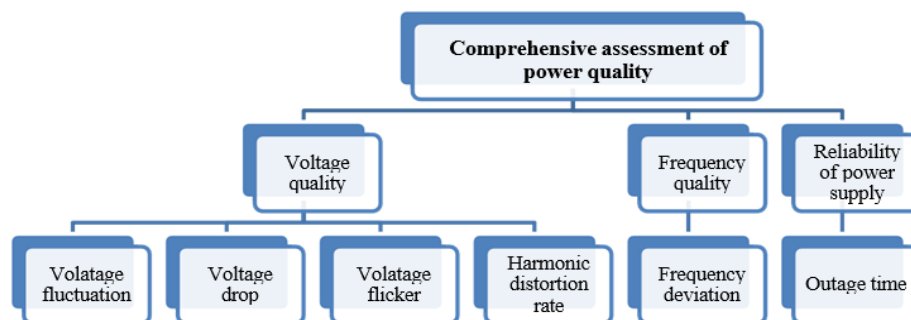 Comprehensive assessment of
power quality
Voltage
quality
Frequency
quality
Reliability
of power
supply
Volatage
fluctuation
Voltage
drop
Volatage
flicker
Harmonic
distortion
rate
Frequency
deviation
Outage time